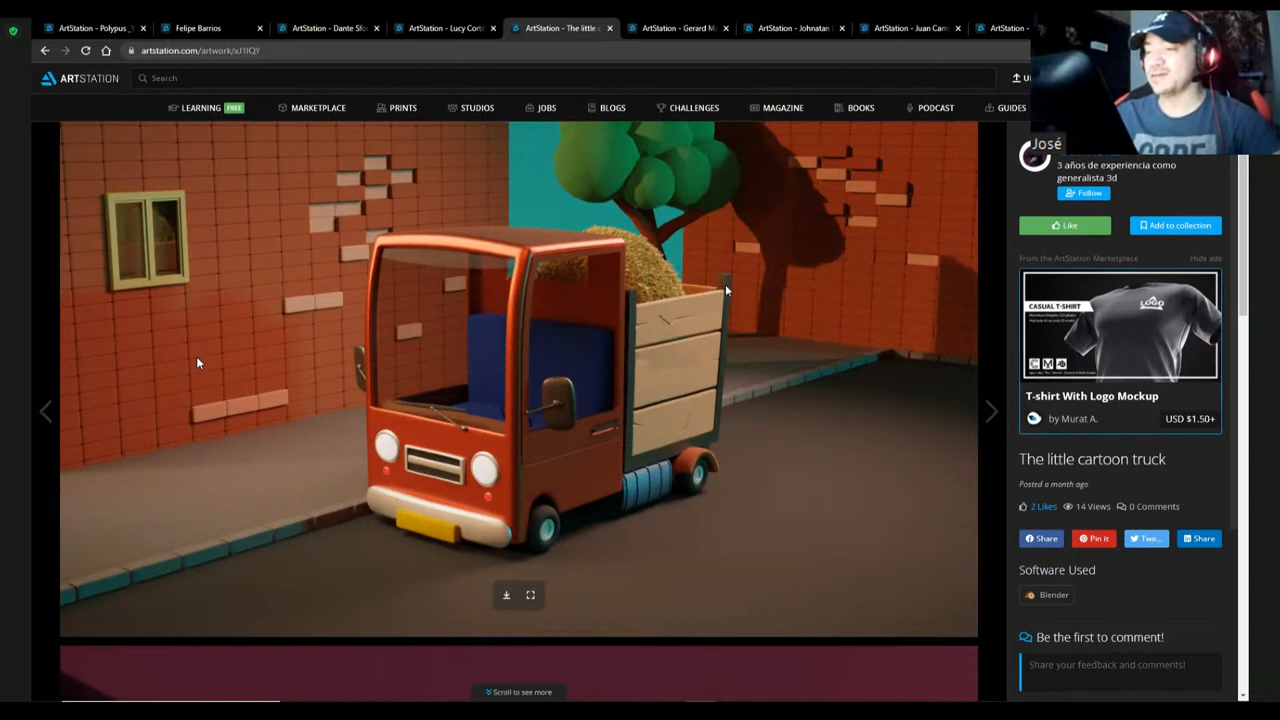 ArtStation - Polypus_
Felipe Barrios
ArtStation - Dante Sfo
ArtStation - Lucy Cort
ArtStation - The little c
ArtStation - Gerard M
ArtStation - Johnatan
ArtStation - Juan Cam
ArtStation -
artstation.com/artwork/xJ1lQY
ARTSTATION
Search
LEARNING FREE
MARKETPLACE
PRINTS
STUDIOS
JOBS
BLOGS
CHALLENGES
MAGAZINE
BOOKS
PODCAST
GUIDES
José
CODE
3 años de experiencia como
generalista 3d
Follow
Like
Add to collection
From the ArtStation Marketplace
Hide ads
CASUAL T-SHIRT
LOGO
T-shirt With Logo Mockup
by Murat A.
USD $1.50+
The little cartoon truck
Posted a month ago
2 Likes
14 Views
0 Comments
Share
Pin it
Twe...
Share
Software Used
Blender
Be the first to comment!
Share your feedback and comments!
Scroll to see more